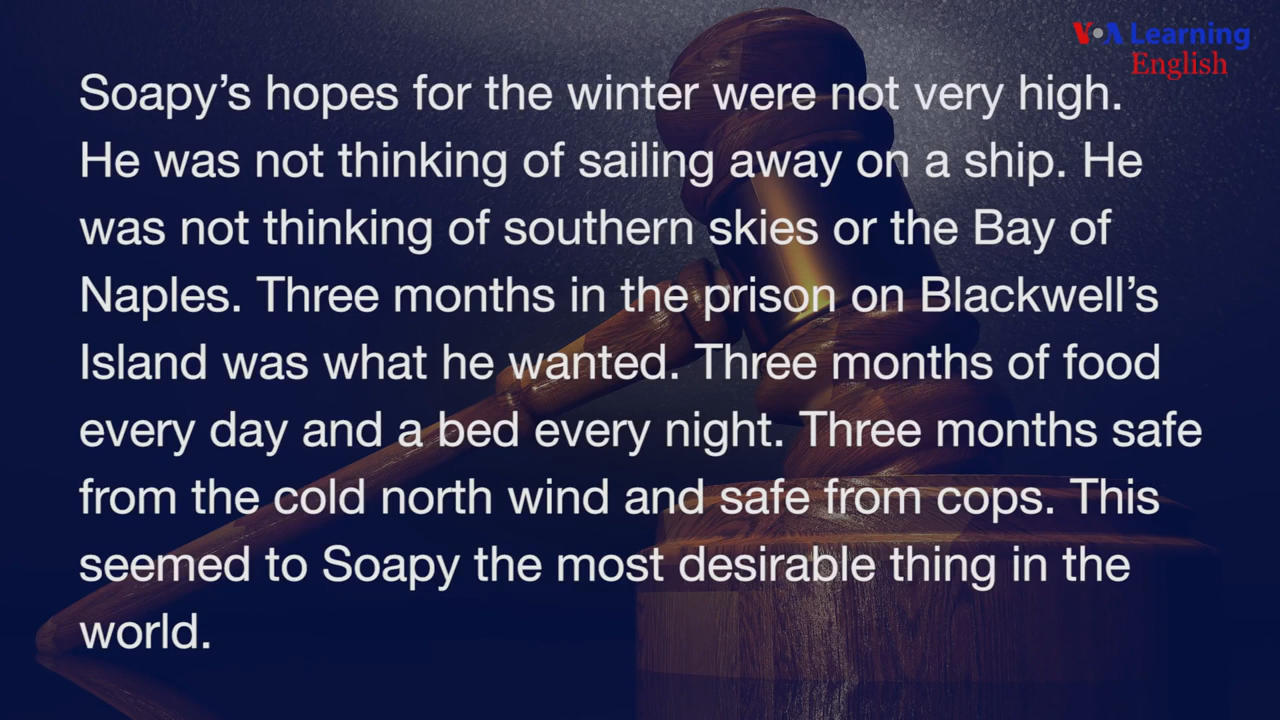 VOA Learning
English
Soapy’s hopes for the winter were not very high.
He was not thinking of sailing away on a ship. He
was not thinking of southern skies or the Bay of
Naples. Three months in the prison on Blackwell’s
Island was what he wanted. Three months of food
every day and a bed every night. Three months safe
from the cold north wind and safe from cops. This
seemed to Soapy the most desirable thing in the
world.